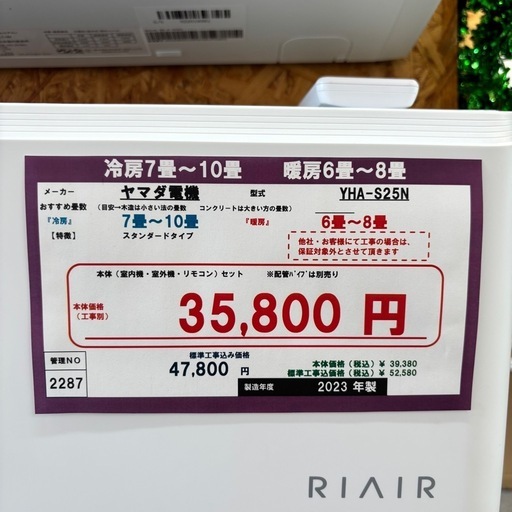 冷房7畳～10畳 暖房6畳～8畳
メーカー ヤマダ電機 型式 YHA-S25N
おすすめ畳数 (目安－木造は小さい法の畳数 コンクリートは大きい方の畳数)
『冷房』 7畳～10畳 『暖房』 6畳～8畳
【特徴】 スタンダードタイプ
他社・お客様にて工事の場合は、
保証対象外とさせて頂きます
本体（室内機・室外機・リモコン）セット ※配管ﾊﾟｲﾌﾟは別売り
本体価格
（工事別）
35,800 円
管理NO
2287
標準工事込み価格
47,800 円
本体価格（税込）¥ 39,380
標準工事込価格（税込）¥ 52,580
製造年度 2023 年製
RIAIR